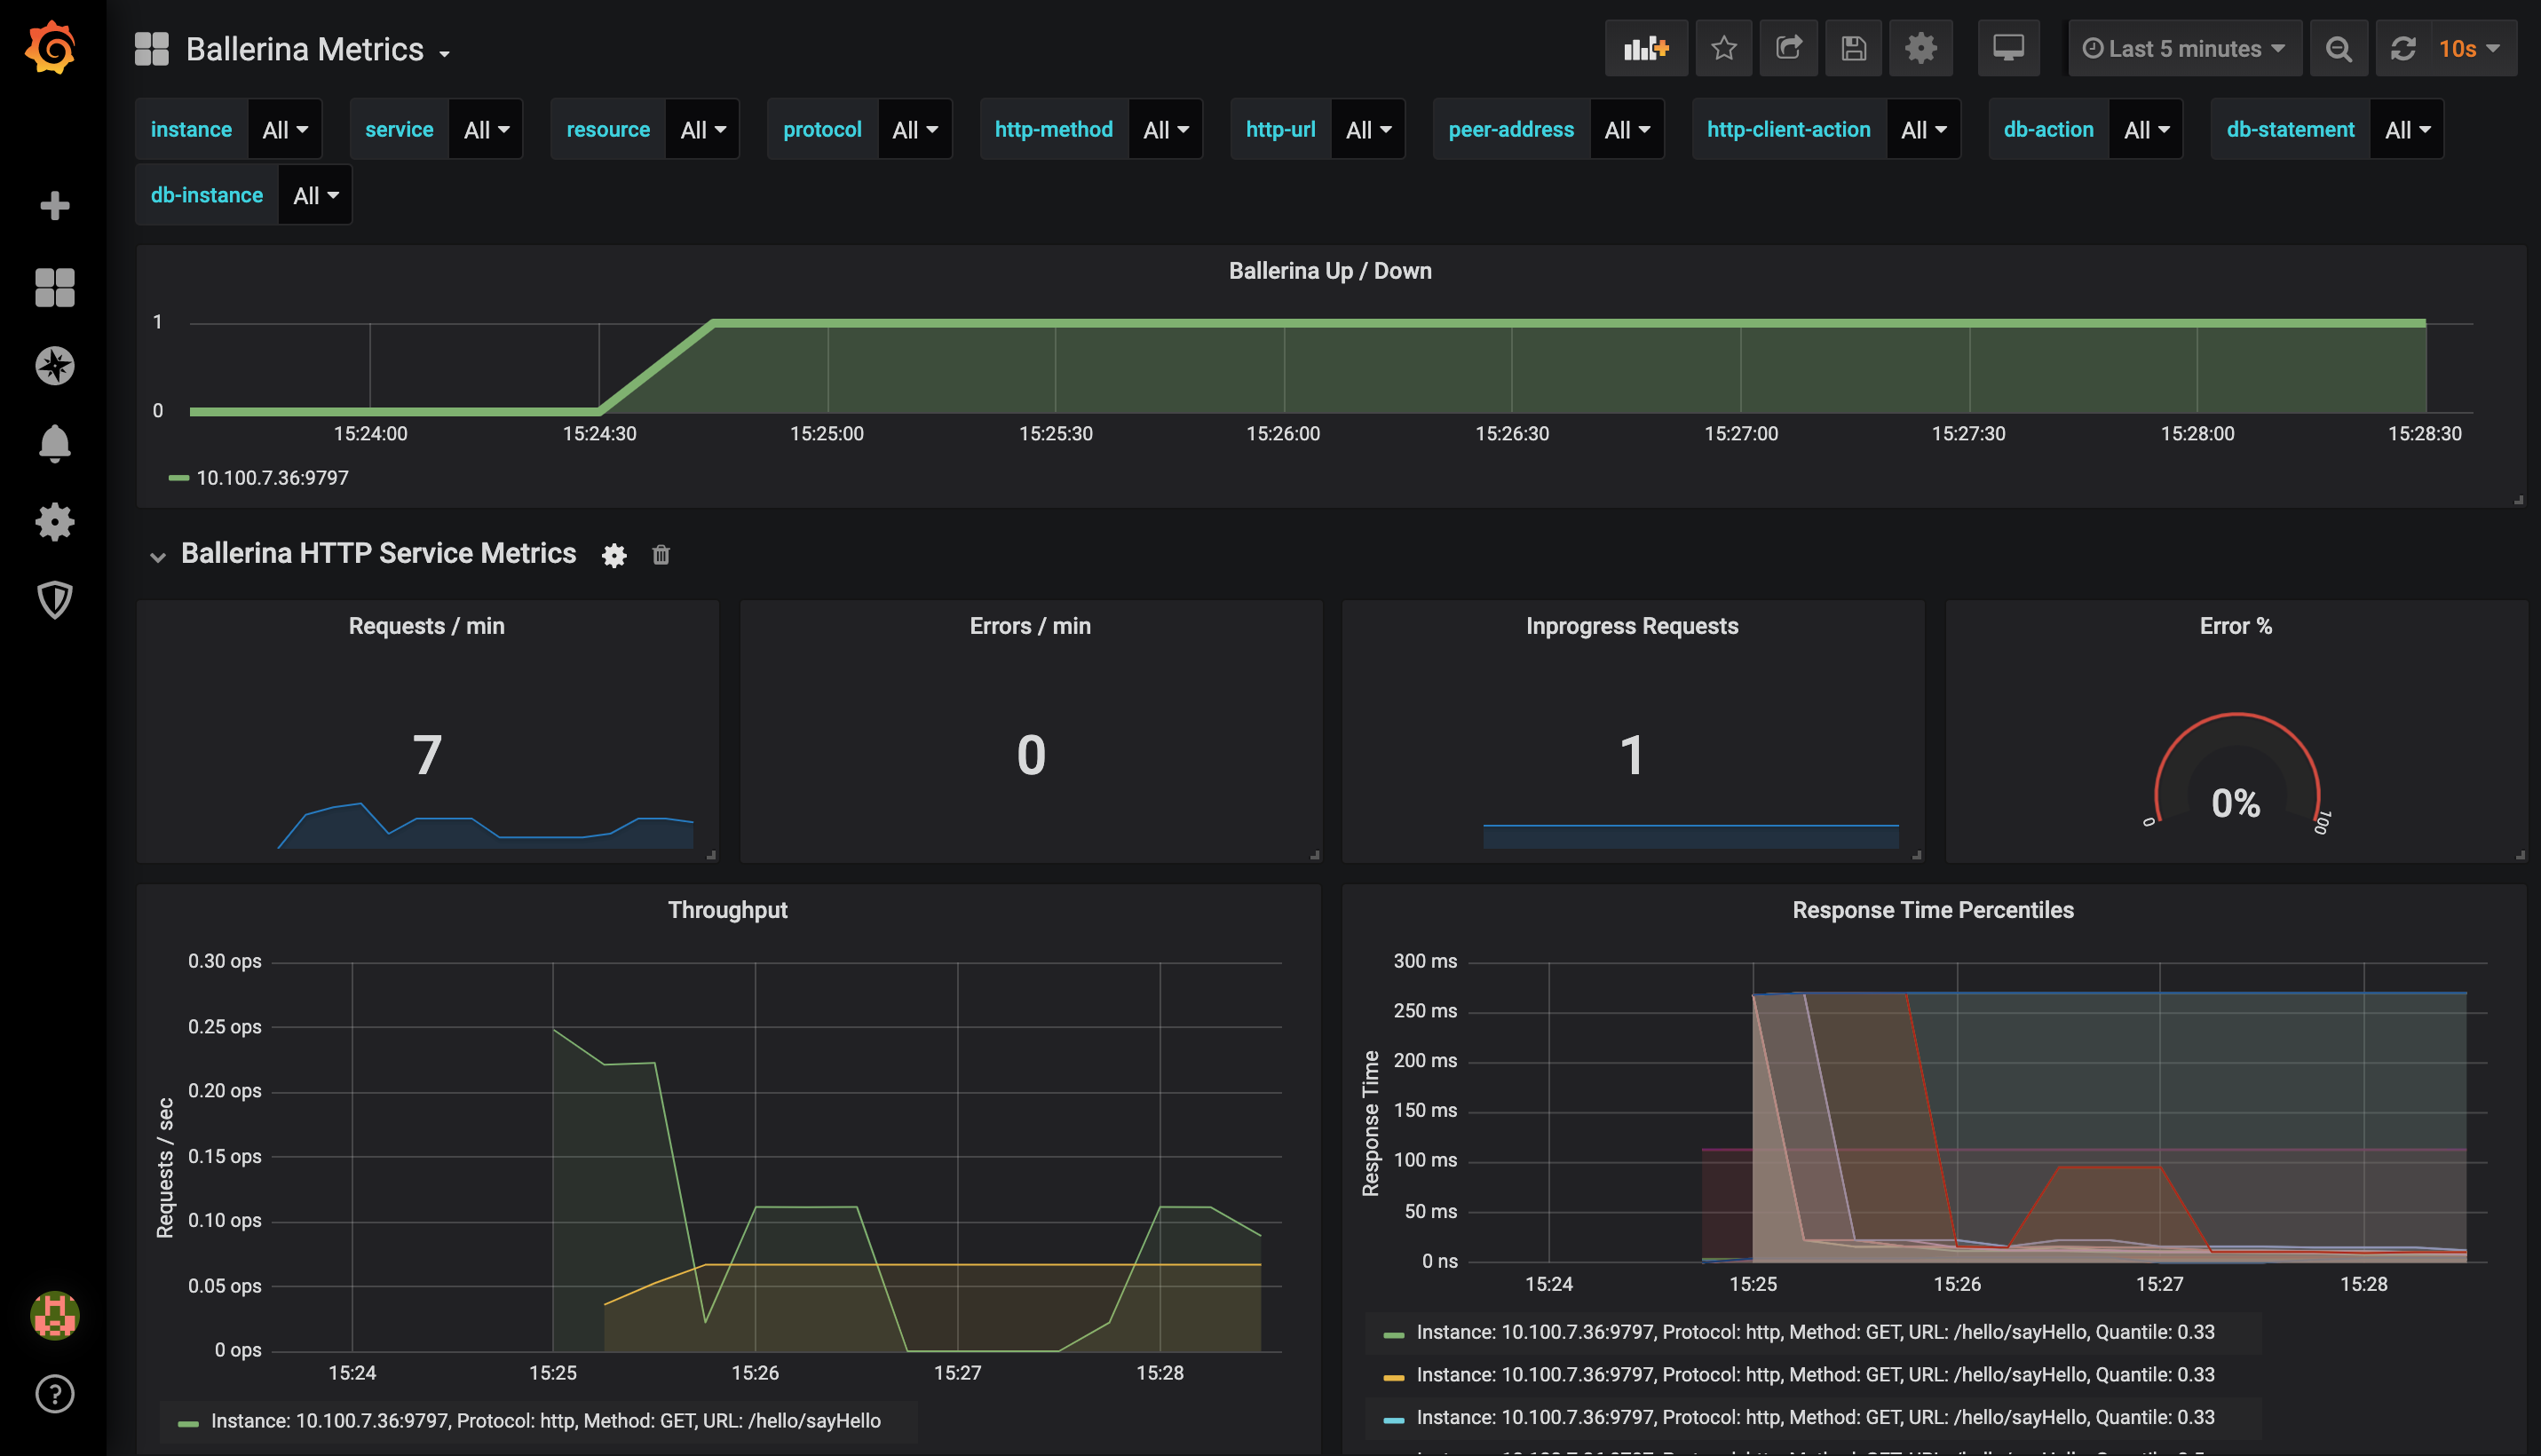 Ballerina Metrics
Last 5 minutes
10s
instance All service All resource All protocol All http-method All http-url All peer-address All http-client-action All db-action All db-statement All
db-instance All
Ballerina Up / Down
1
0
15:24:00 15:24:30 15:25:00 15:25:30 15:26:00 15:26:30 15:27:00 15:27:30 15:28:00 15:28:30
10.100.7.36:9797
Ballerina HTTP Service Metrics
Requests / min
7
Errors / min
0
Inprogress Requests
1
Error %
0%
0
100
Throughput
Requests / sec
0.30 ops
0.25 ops
0.20 ops
0.15 ops
0.10 ops
0.05 ops
0 ops
15:24 15:25 15:26 15:27 15:28
Instance: 10.100.7.36:9797, Protocol: http, Method: GET, URL: /hello/sayHello
Response Time Percentiles
Response Time
300 ms
250 ms
200 ms
150 ms
100 ms
50 ms
0 ns
15:24 15:25 15:26 15:27 15:28
Instance: 10.100.7.36:9797, Protocol: http, Method: GET, URL: /hello/sayHello, Quantile: 0.33
Instance: 10.100.7.36:9797, Protocol: http, Method: GET, URL: /hello/sayHello, Quantile: 0.33
Instance: 10.100.7.36:9797, Protocol: http, Method: GET, URL: /hello/sayHello, Quantile: 0.33